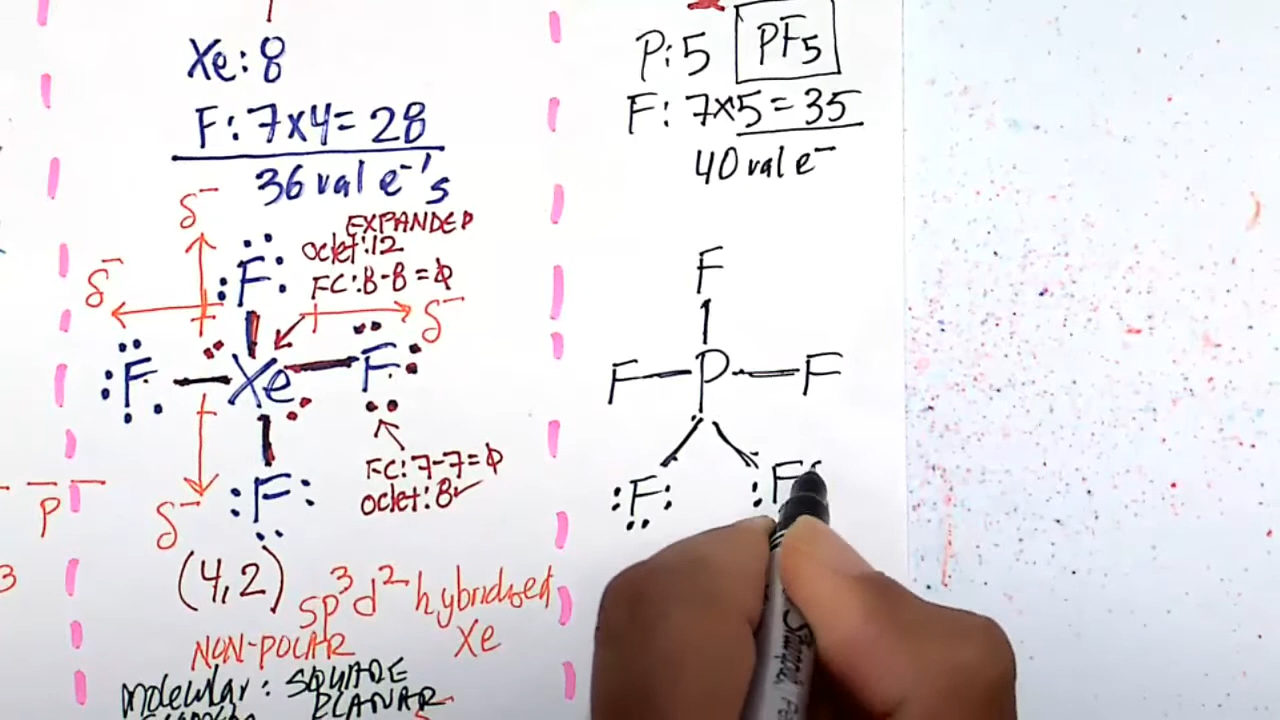 Xe: 8
F: 7x4= 28
36 val e⁻'s
δ⁻
EXPANDED
octet: 12
FC: 8-8 = ϕ
δ⁻
δ⁻
F
F Xe F
F
FC: 7-7= ϕ
octet: 8✓
δ⁻
(4,2)
sp³d² hybridized
Xe
NON-POLAR
molecular: SQUARE
PLANAR
P
3
P: 5 PF₅
F: 7x5 = 35
40 val e⁻
F
F P F
F F